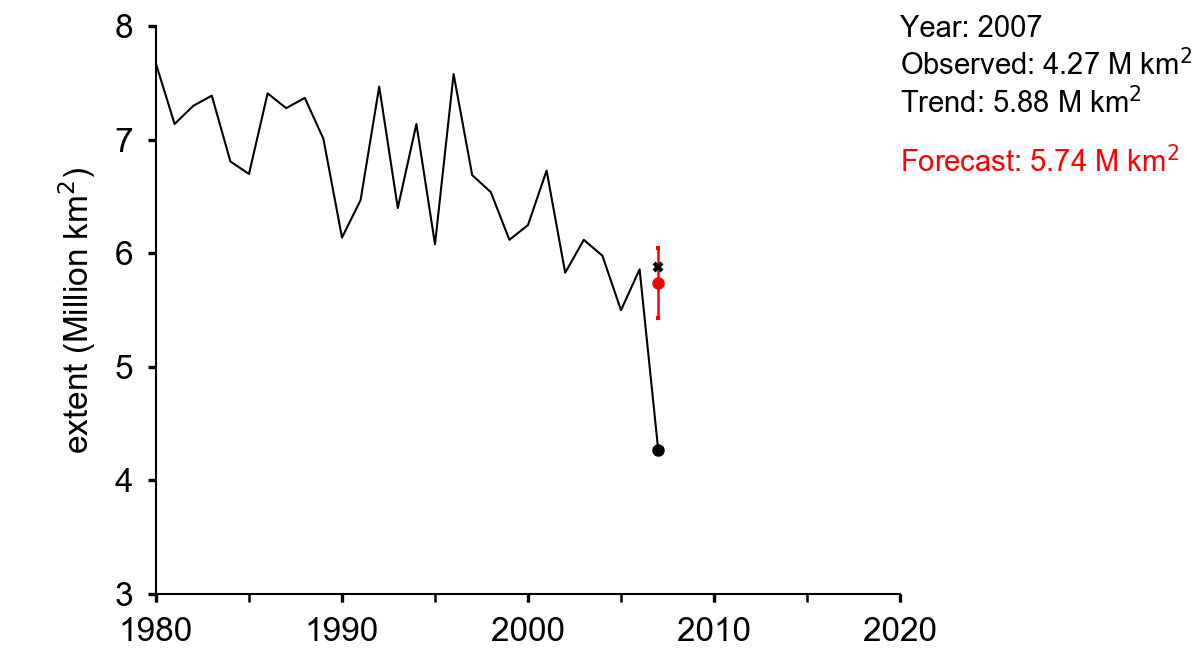 8
7
6
5
4
3
extent (Million km²)
1980 1990 2000 2010 2020
Year: 2007
Observed: 4.27 M km²
Trend: 5.88 M km²
Forecast: 5.74 M km²